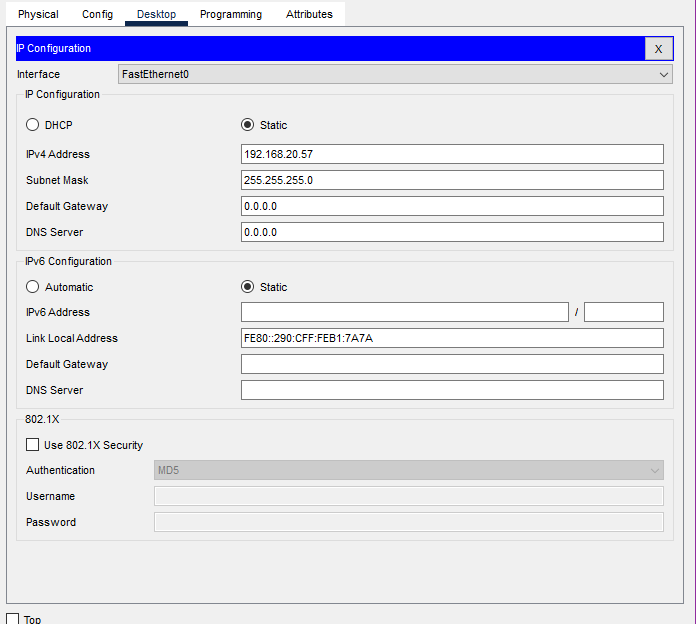 Physical Config Desktop Programming Attributes
IP Configuration X
Interface FastEthernet0
IP Configuration
DHCP Static
IPv4 Address 192.168.20.57
Subnet Mask 255.255.255.0
Default Gateway 0.0.0.0
DNS Server 0.0.0.0
IPv6 Configuration
Automatic Static
IPv6 Address /
Link Local Address FE80::290:CFF:FEB1:7A7A
Default Gateway
DNS Server
802.1X
Use 802.1X Security
Authentication MD5
Username
Password
Top